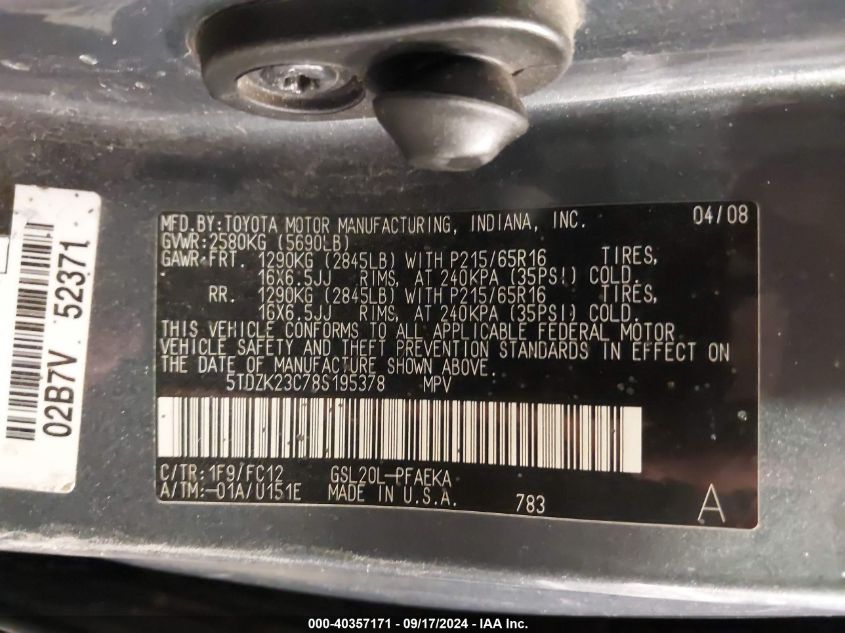 MFD.BY:TOYOTA MOTOR MANUFACTURING, INDIANA, INC. 04/08
GVWR:2580KG (5690LB)
GAWR-FRT. 1290KG (2845LB) WITH P215/65R16 TIRES,
16X6.5JJ RIMS, AT 240KPA (35PSI) COLD.
RR. 1290KG (2845LB) WITH P215/65R16 TIRES,
16X6.5JJ RIMS, AT 240KPA (35PSI) COLD.
THIS VEHICLE CONFORMS TO ALL APPLICABLE FEDERAL MOTOR
VEHICLE SAFETY AND THEFT PREVENTION STANDARDS IN EFFECT ON
THE DATE OF MANUFACTURE SHOWN ABOVE.
5TDZK23C78S195378 MPV
C/TR:1F9/FC12 GSL20L-PFAEKA
A/TM:-01A/U151E MADE IN U.S.A. 783 A
02B7V 52371
000-40357171 - 09/17/2024 - IAA Inc.